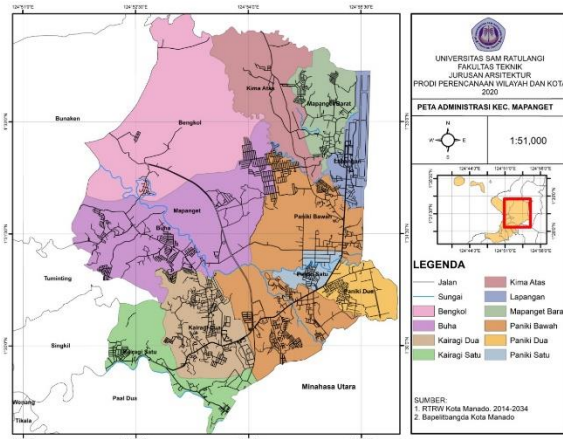 UNIVERSITAS SAM RATULANGI
FAKULTAS TEKNIK
JURUSAN ARSITEKTUR
PRODI PERENCANAAN WILAYAH DAN KOTA
2020
PETA ADMINISTRASI KEC. MAPANGET
N
W
E
S
1:51,000
LEGENDA
Jalan
Sungai
Bengkol
Buha
Kairagi Dua
Kairagi Satu
Kima Atas
Lapangan
Mapanget Barat
Paniki Bawah
Paniki Dua
Paniki Satu
SUMBER:
1. RTRW Kota Manado. 2014-2034
2. Bapelitbangda Kota Manado
Kima Atas
Mapanget Barat
Bunaken
Bengkol
Lapangan
Mapanget
Paniki Bawah
Buha
Tuminting
Paniki Satu
Paniki Dua
Kairagi Dua
Singkil
Kairagi Satu
Minahasa Utara
Paal Dua
Wenang
Tikala